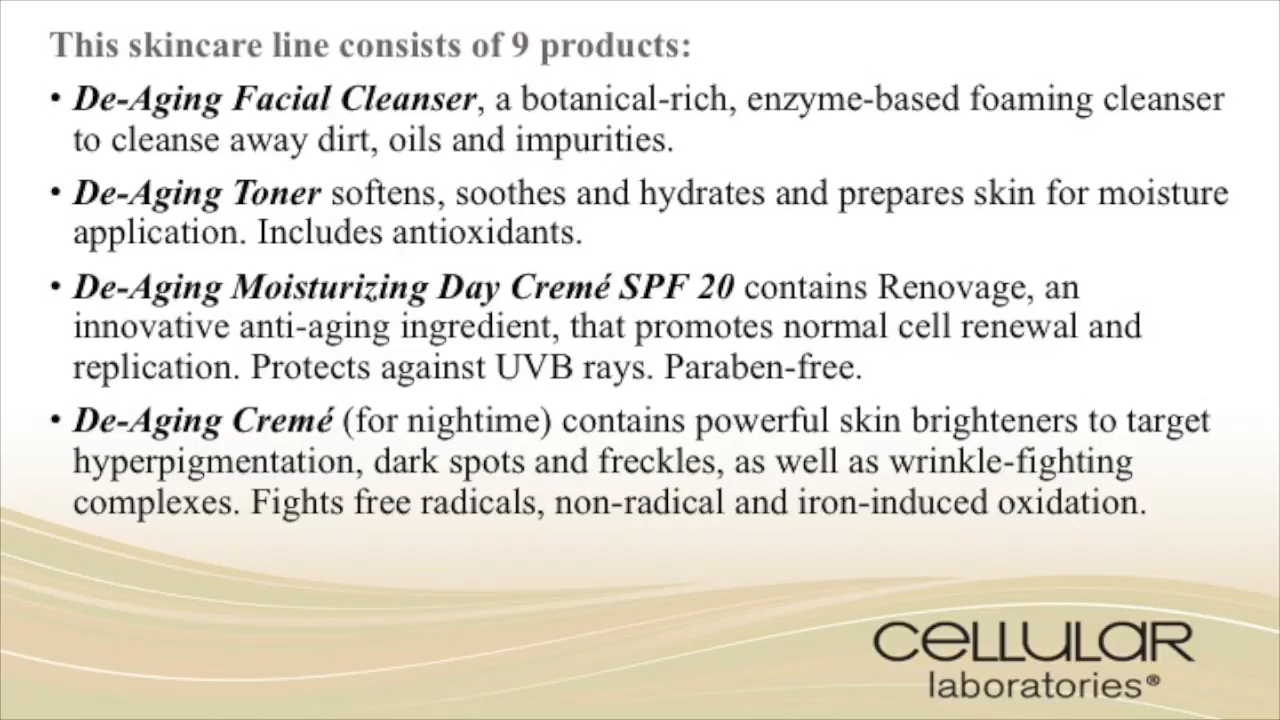 This skincare line consists of 9 products:
• De-Aging Facial Cleanser, a botanical-rich, enzyme-based foaming cleanser
to cleanse away dirt, oils and impurities.
• De-Aging Toner softens, soothes and hydrates and prepares skin for moisture
application. Includes antioxidants.
• De-Aging Moisturizing Day Cremé SPF 20 contains Renovage, an
innovative anti-aging ingredient, that promotes normal cell renewal and
replication. Protects against UVB rays. Paraben-free.
• De-Aging Cremé (for nightime) contains powerful skin brighteners to target
hyperpigmentation, dark spots and freckles, as well as wrinkle-fighting
complexes. Fights free radicals, non-radical and iron-induced oxidation.
CELLULAR
laboratories®